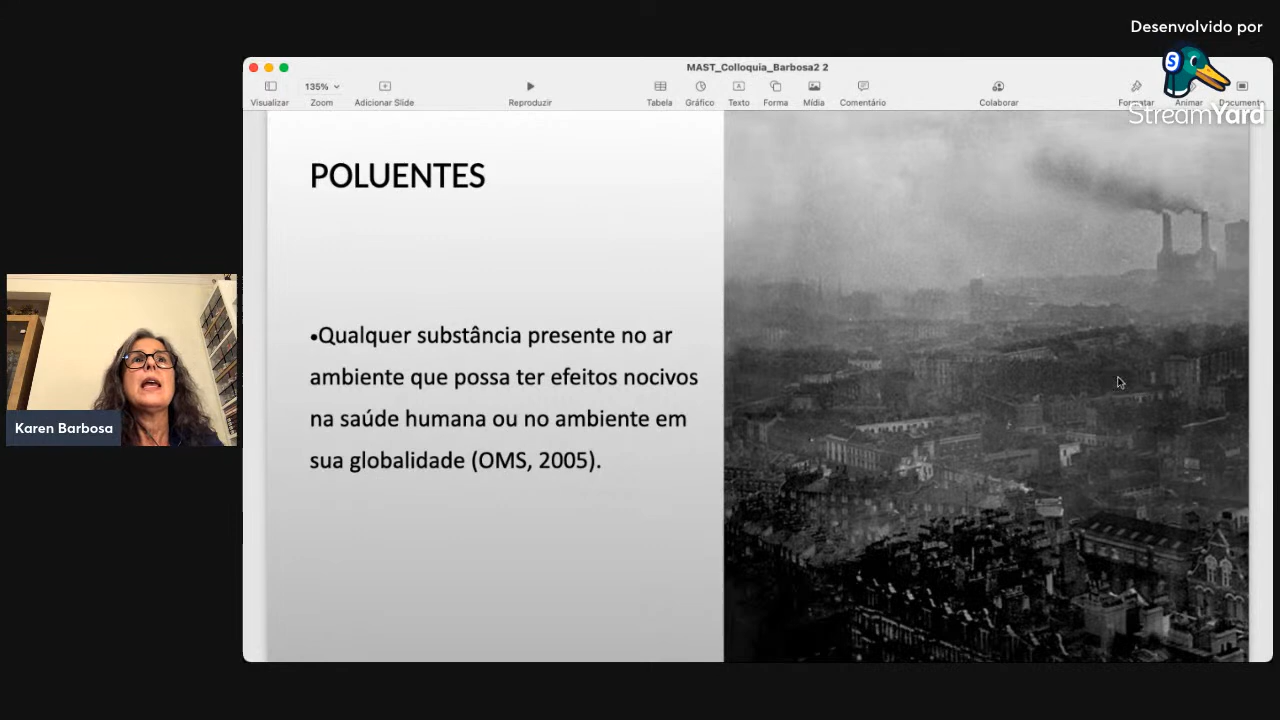 Desenvolvido por
StreamYard
MAST_Colloquia_Barbosa2 2
135%
Visualizar
Zoom
Adicionar Slide
Reproduzir
Tabela
Gráfico
Texto
Forma
Mídia
Comentário
Colaborar
Formatar
Animar
POLUENTES
•Qualquer substância presente no ar
ambiente que possa ter efeitos nocivos
na saúde humana ou no ambiente em
sua globalidade (OMS, 2005).
Karen Barbosa